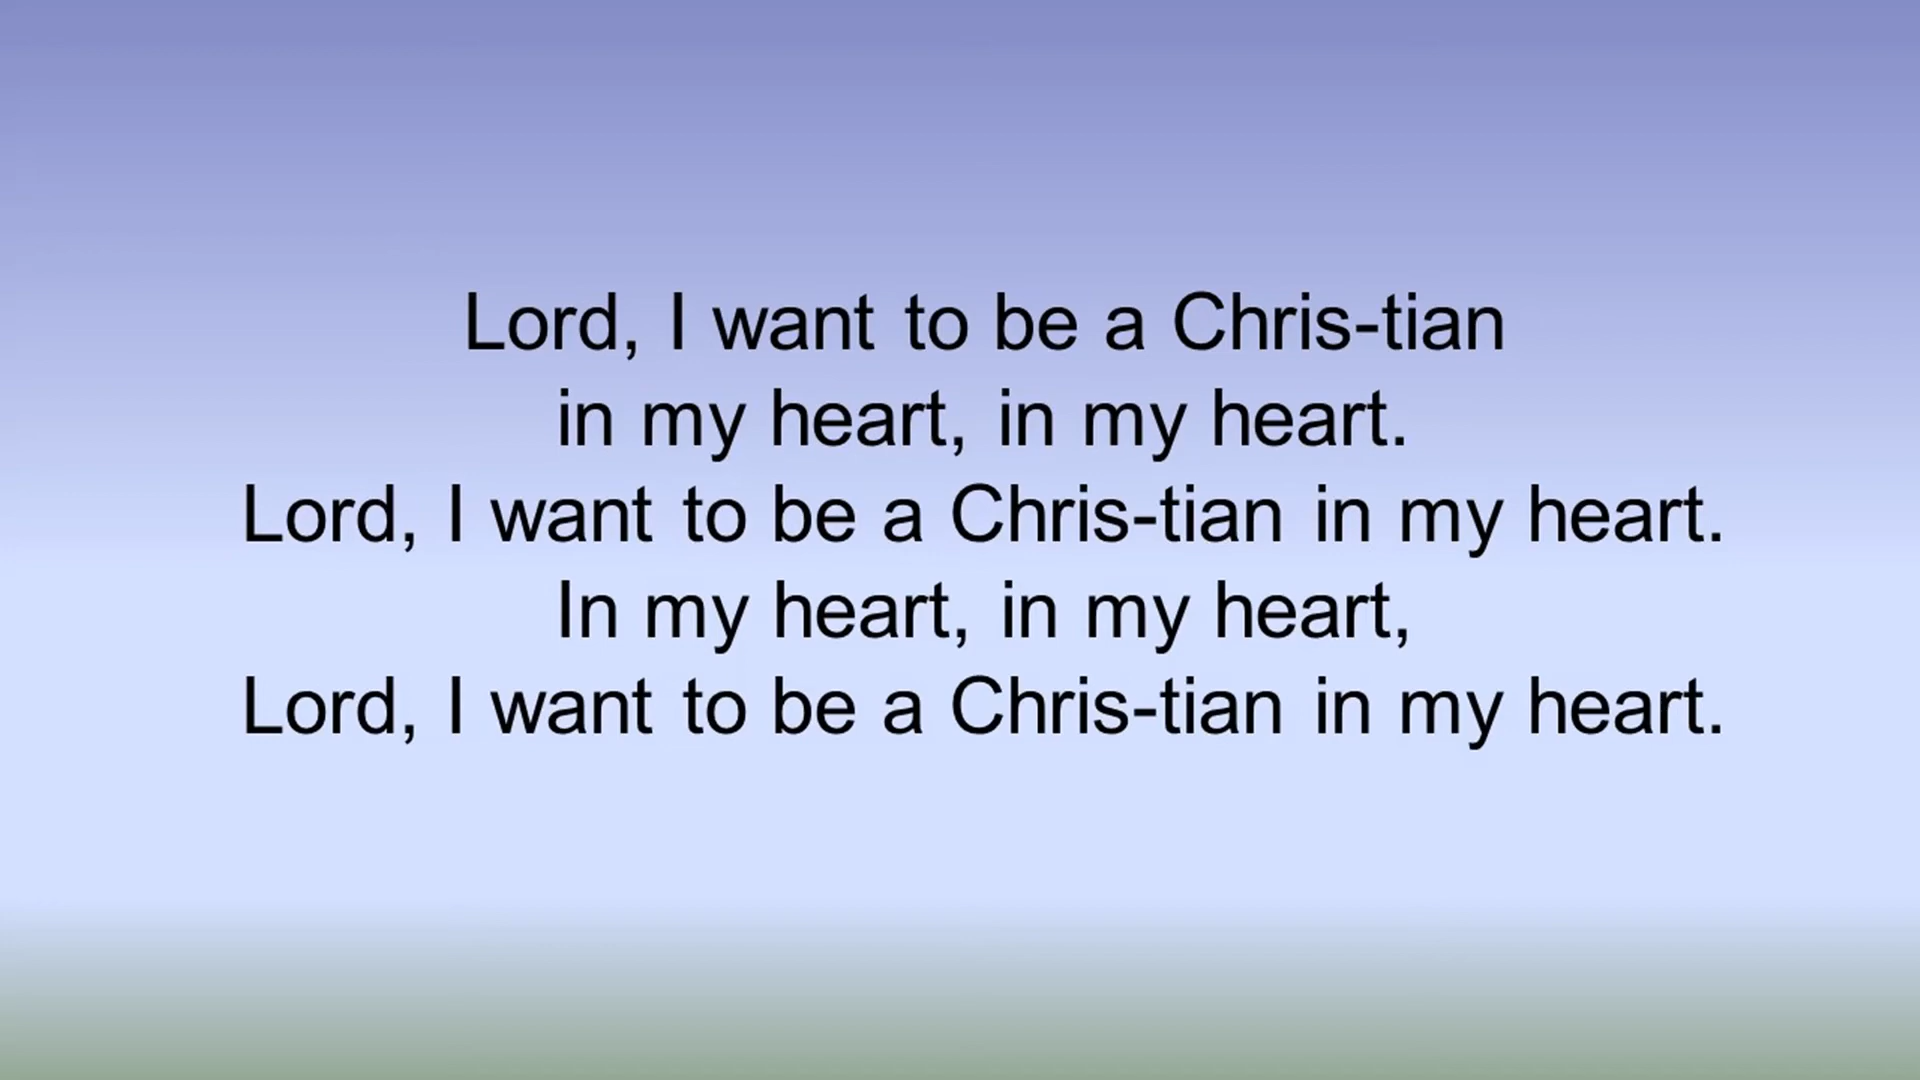 Lord, I want to be a Chris-tian
in my heart, in my heart.
Lord, I want to be a Chris-tian in my heart.
In my heart, in my heart,
Lord, I want to be a Chris-tian in my heart.